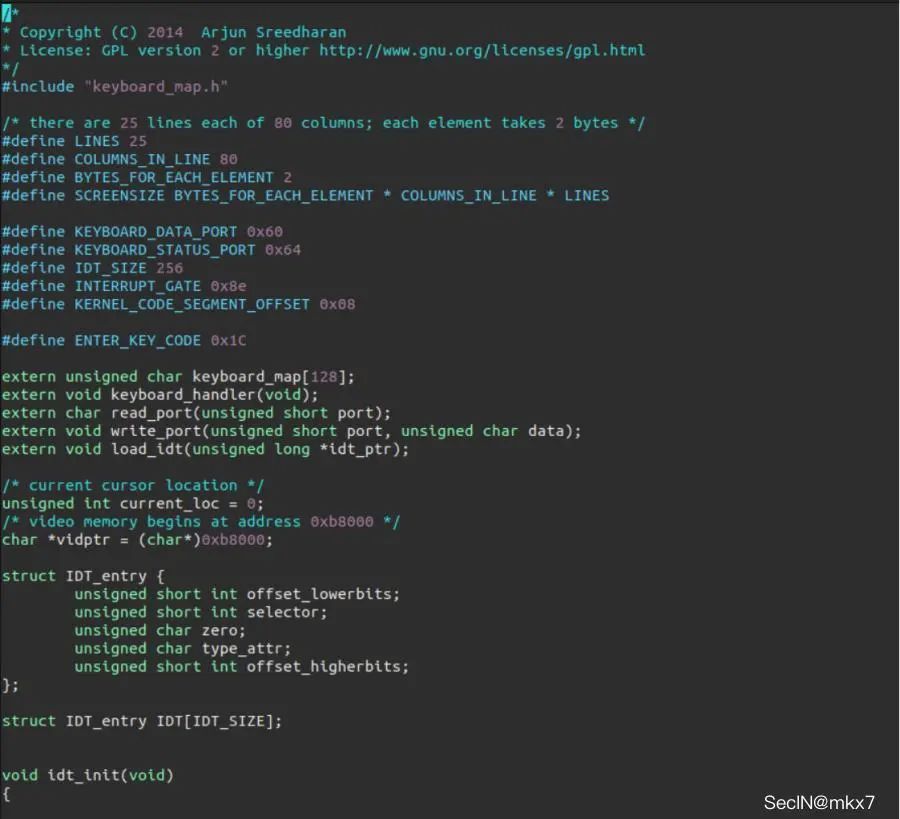 /*
* Copyright (C) 2014  Arjun Sreedharan
* License: GPL version 2 or higher http://www.gnu.org/licenses/gpl.html
*/
#include "keyboard_map.h"

/* there are 25 lines each of 80 columns; each element takes 2 bytes */
#define LINES 25
#define COLUMNS_IN_LINE 80
#define BYTES_FOR_EACH_ELEMENT 2
#define SCREENSIZE BYTES_FOR_EACH_ELEMENT * COLUMNS_IN_LINE * LINES

#define KEYBOARD_DATA_PORT 0x60
#define KEYBOARD_STATUS_PORT 0x64
#define IDT_SIZE 256
#define INTERRUPT_GATE 0x8e
#define KERNEL_CODE_SEGMENT_OFFSET 0x08

#define ENTER_KEY_CODE 0x1C

extern unsigned char keyboard_map[128];
extern void keyboard_handler(void);
extern char read_port(unsigned short port);
extern void write_port(unsigned short port, unsigned char data);
extern void load_idt(unsigned long *idt_ptr);

/* current cursor location */
unsigned int current_loc = 0;
/* video memory begins at address 0xb8000 */
char *vidptr = (char*)0xb8000;

struct IDT_entry {
        unsigned short int offset_lowerbits;
        unsigned short int selector;
        unsigned char zero;
        unsigned char type_attr;
        unsigned short int offset_higherbits;
};

struct IDT_entry IDT[IDT_SIZE];


void idt_init(void)
{
SecIN@mkx7